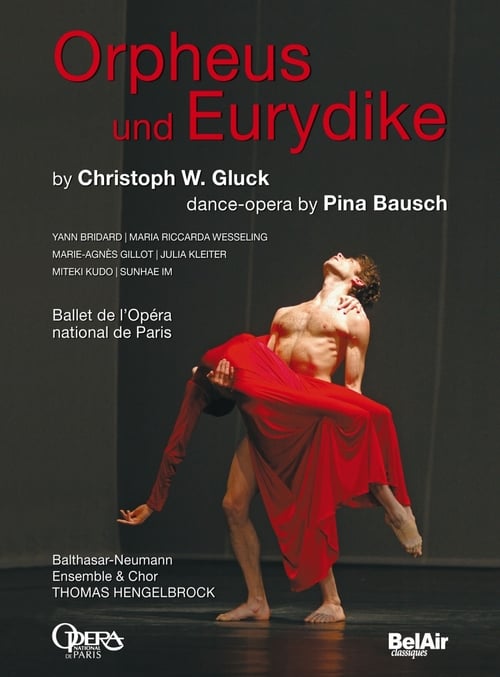 Orpheus
und Eurydike
by Christoph W. Gluck
dance-opera by Pina Bausch
YANN BRIDARD | MARIA RICCARDA WESSELING
MARIE-AGNÈS GILLOT | JULIA KLEITER
MITEKI KUDO | SUNHAE IM
Ballet de l'Opéra
national de Paris
Balthasar-Neumann
Ensemble & Chor
THOMAS HENGELBROCK
OPERA
NATIONAL
DE PARIS
BelAir
classiques